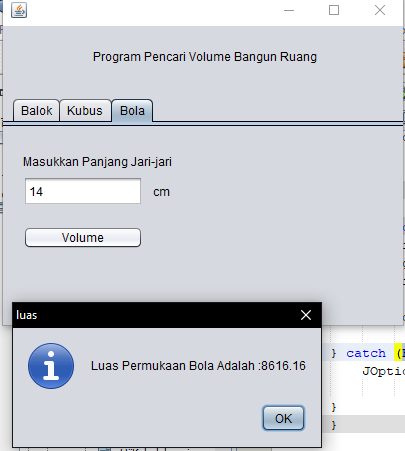 Program Pencari Volume Bangun Ruang
Balok Kubus Bola
Masukkan Panjang Jari-jari
14 cm
Volume
luas
Luas Permukaan Bola Adalah :8616.16
OK
} catch (
JOptio
}
}